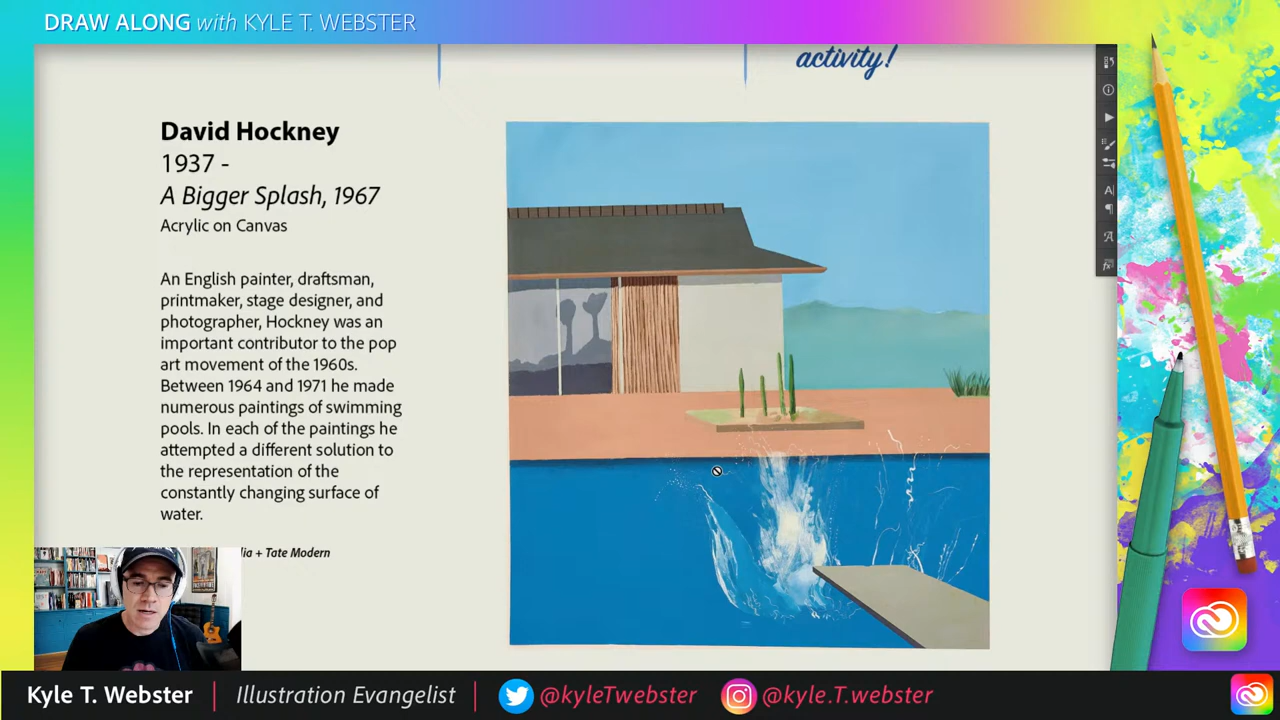 DRAW ALONG with KYLE T. WEBSTER
activity!
David Hockney
1937 -
A Bigger Splash, 1967
Acrylic on Canvas
An English painter, draftsman,
printmaker, stage designer, and
photographer, Hockney was an
important contributor to the pop
art movement of the 1960s.
Between 1964 and 1971 he made
numerous paintings of swimming
pools. In each of the paintings he
attempted a different solution to
the representation of the
constantly changing surface of
water.
+ Tate Modern
Kyle T. Webster | Illustration Evangelist | @kyleTwebster @kyle.T.webster